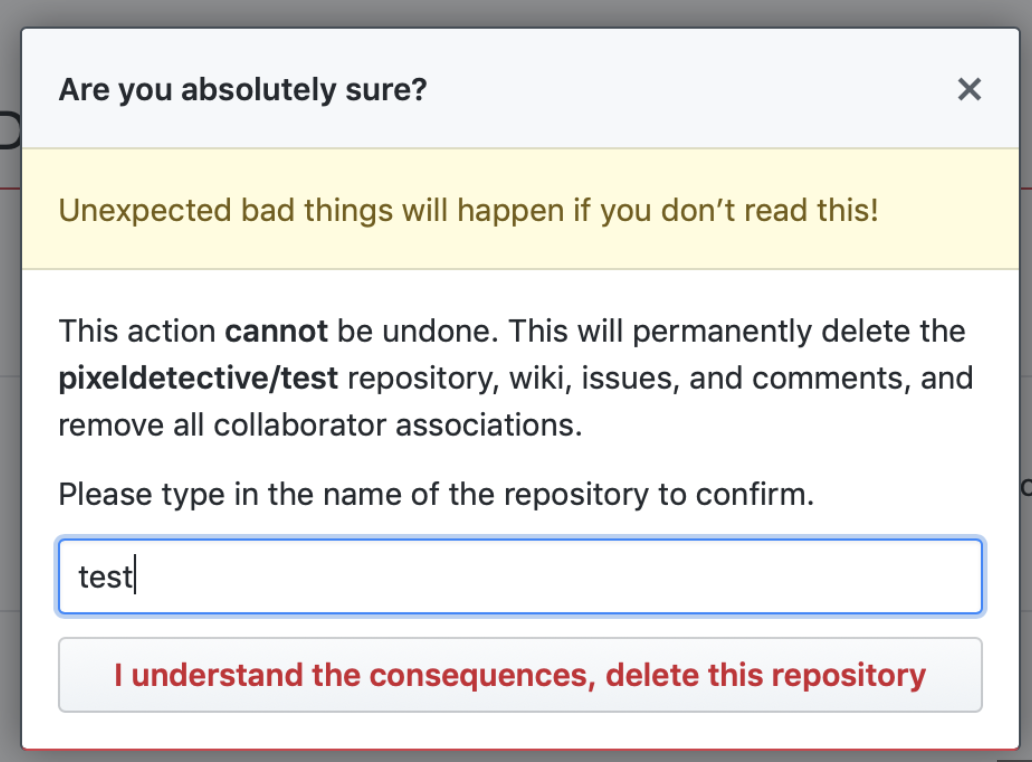 Are you absolutely sure?
Unexpected bad things will happen if you don’t read this!
This action cannot be undone. This will permanently delete the
pixeldetective/test repository, wiki, issues, and comments, and
remove all collaborator associations.
Please type in the name of the repository to confirm.
test
I understand the consequences, delete this repository